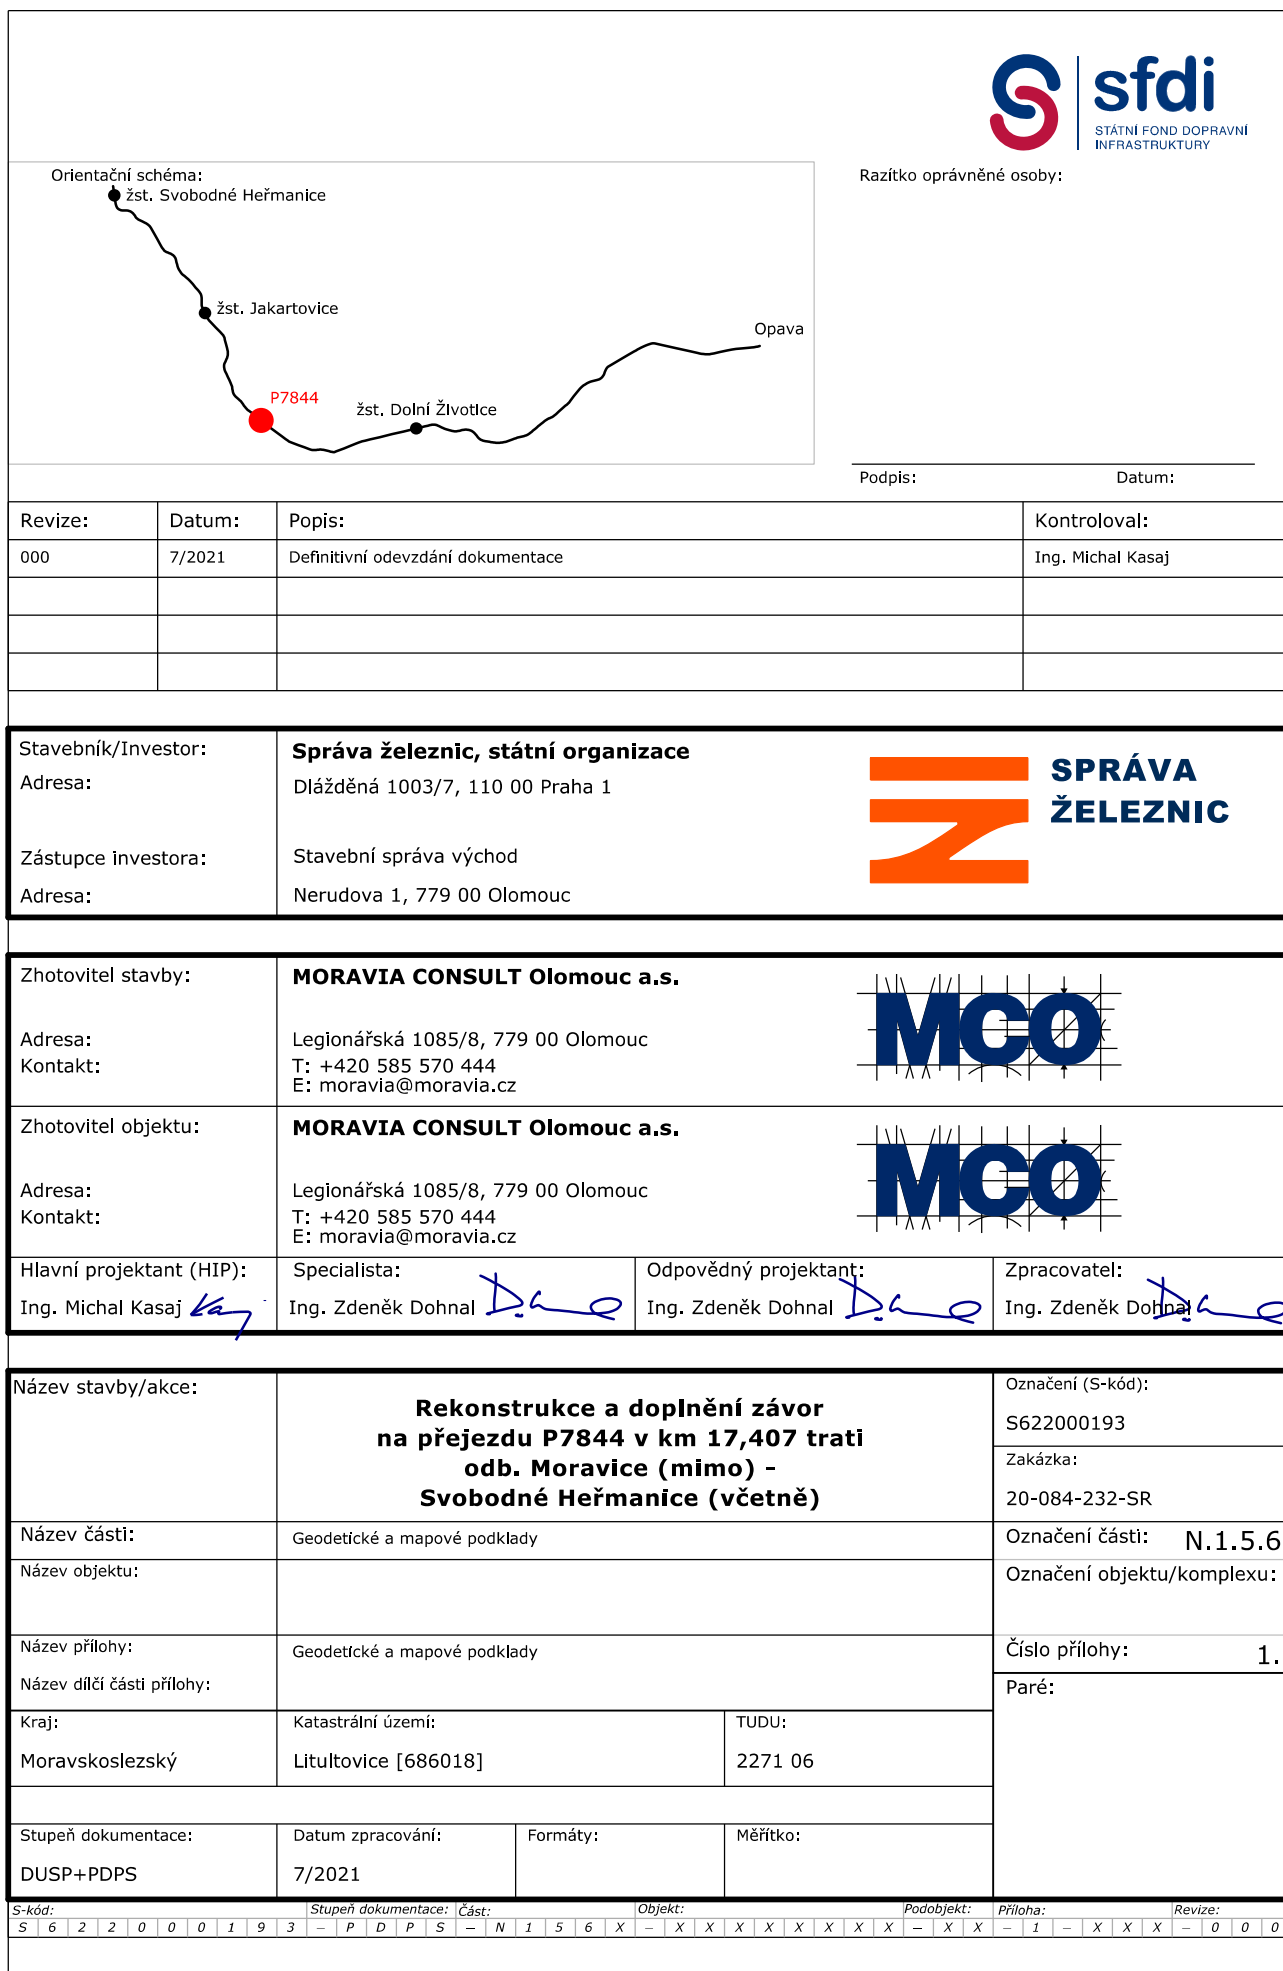 sfdi
STÁTNÍ FOND DOPRAVNÍ
INFRASTRUKTURY
Orientační schéma:
žst. Svobodné Heřmanice
žst. Jakartovice
Opava
P7844
žst. Dolní Životice
Razítko oprávněné osoby:
Podpis: Datum:
Revize: Datum: Popis: Kontroloval:
000 7/2021 Definitivní odevzdání dokumentace Ing. Michal Kasaj
Stavebník/Investor: Správa železnic, státní organizace
Adresa: Dlážděná 1003/7, 110 00 Praha 1
SPRÁVA
ŽELEZNIC
Zástupce investora: Stavební správa východ
Adresa: Nerudova 1, 779 00 Olomouc
Zhotovitel stavby: MORAVIA CONSULT Olomouc a.s.
MCO
Adresa: Legionářská 1085/8, 779 00 Olomouc
Kontakt: T: +420 585 570 444
E: moravia@moravia.cz
Zhotovitel objektu: MORAVIA CONSULT Olomouc a.s.
MCO
Adresa: Legionářská 1085/8, 779 00 Olomouc
Kontakt: T: +420 585 570 444
E: moravia@moravia.cz
Hlavní projektant (HIP): Specialista: Odpovědný projektant: Zpracovatel:
Ing. Michal Kasaj Ing. Zdeněk Dohnal Ing. Zdeněk Dohnal Ing. Zdeněk Dohnal
Název stavby/akce:
Rekonstrukce a doplnění závor
na přejezdu P7844 v km 17,407 trati
odb. Moravice (mimo) -
Svobodné Heřmanice (včetně)
Označení (S-kód):
S622000193
Zakázka:
20-084-232-SR
Název části: Geodetické a mapové podklady
Označení části: N.1.5.6
Název objektu:
Označení objektu/komplexu:
Název přílohy: Geodetické a mapové podklady
Číslo přílohy: 1.
Název dílčí části přílohy:
Paré:
Kraj: Katastrální území: TUDU:
Moravskoslezský Litultovice [686018] 2271 06
Stupeň dokumentace: Datum zpracování: Formáty: Měřítko:
DUSP+PDPS 7/2021
S-kód: Stupeň dokumentace: Část: Objekt: Podobjekt: Příloha: Revize:
S 6 2 2 0 0 0 1 9 3 – P D P S – N 1 5 6 X – X X X X X X X X – X X – 1 – X X X – 0 0 0